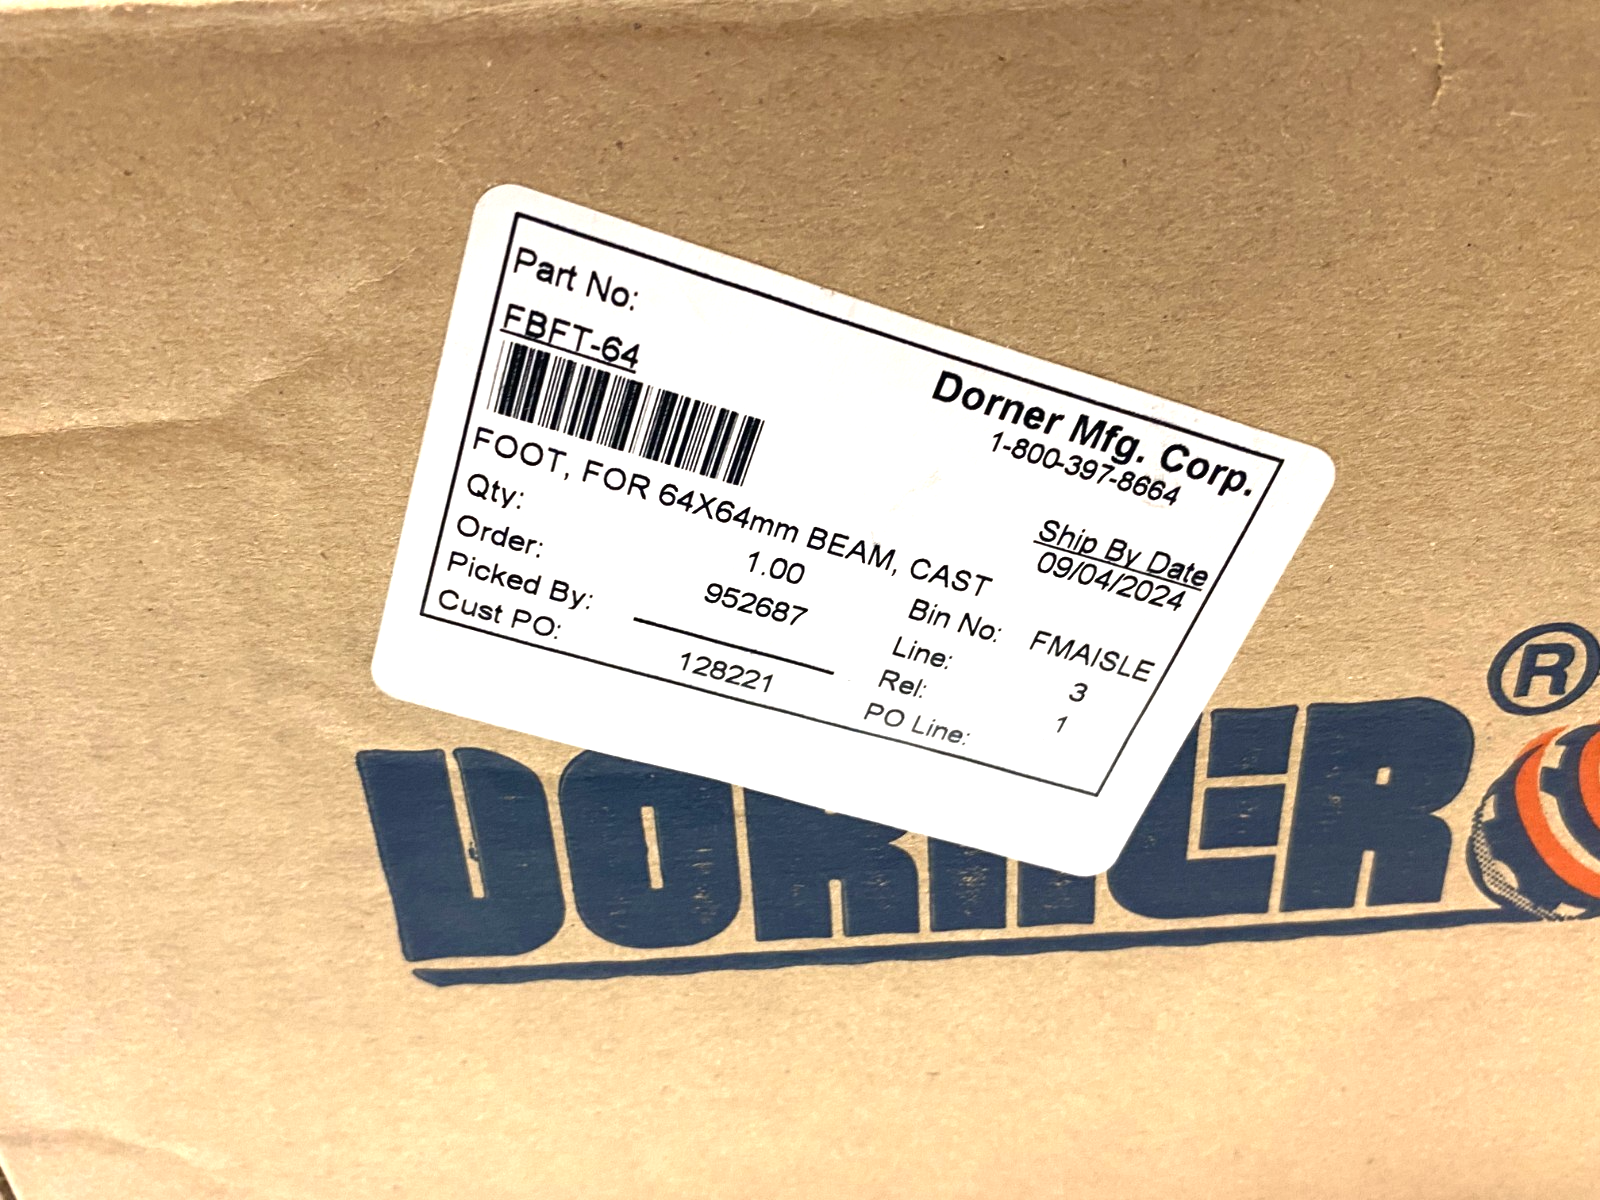 Part No:
FBFT-64
Dorner Mfg. Corp.
1-800-397-8664
FOOT, FOR 64X64mm BEAM, CAST
Ship By Date
09/04/2024
Qty: 1.00
Bin No: FMAISLE
Order: 952687
Line: 3
Picked By:
Rel: 1
Cust PO: 128221
PO Line:
DORNER®